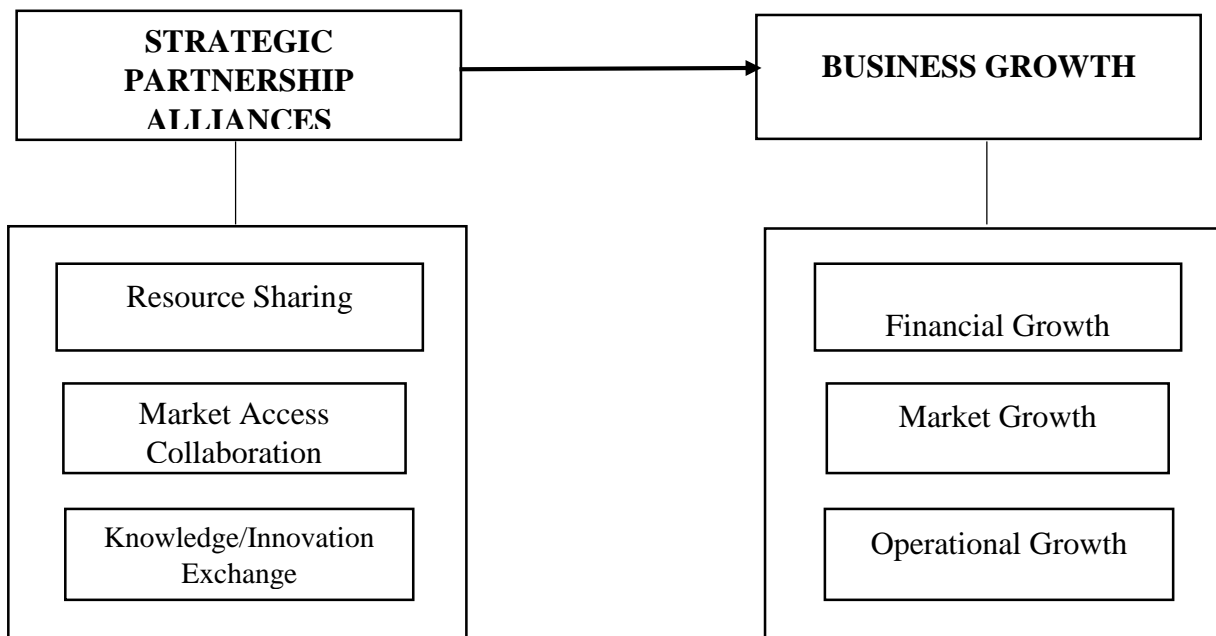 STRATEGIC
PARTNERSHIP
ALLIANCES
BUSINESS GROWTH
Resource Sharing
Market Access
Collaboration
Knowledge/Innovation
Exchange
Financial Growth
Market Growth
Operational Growth